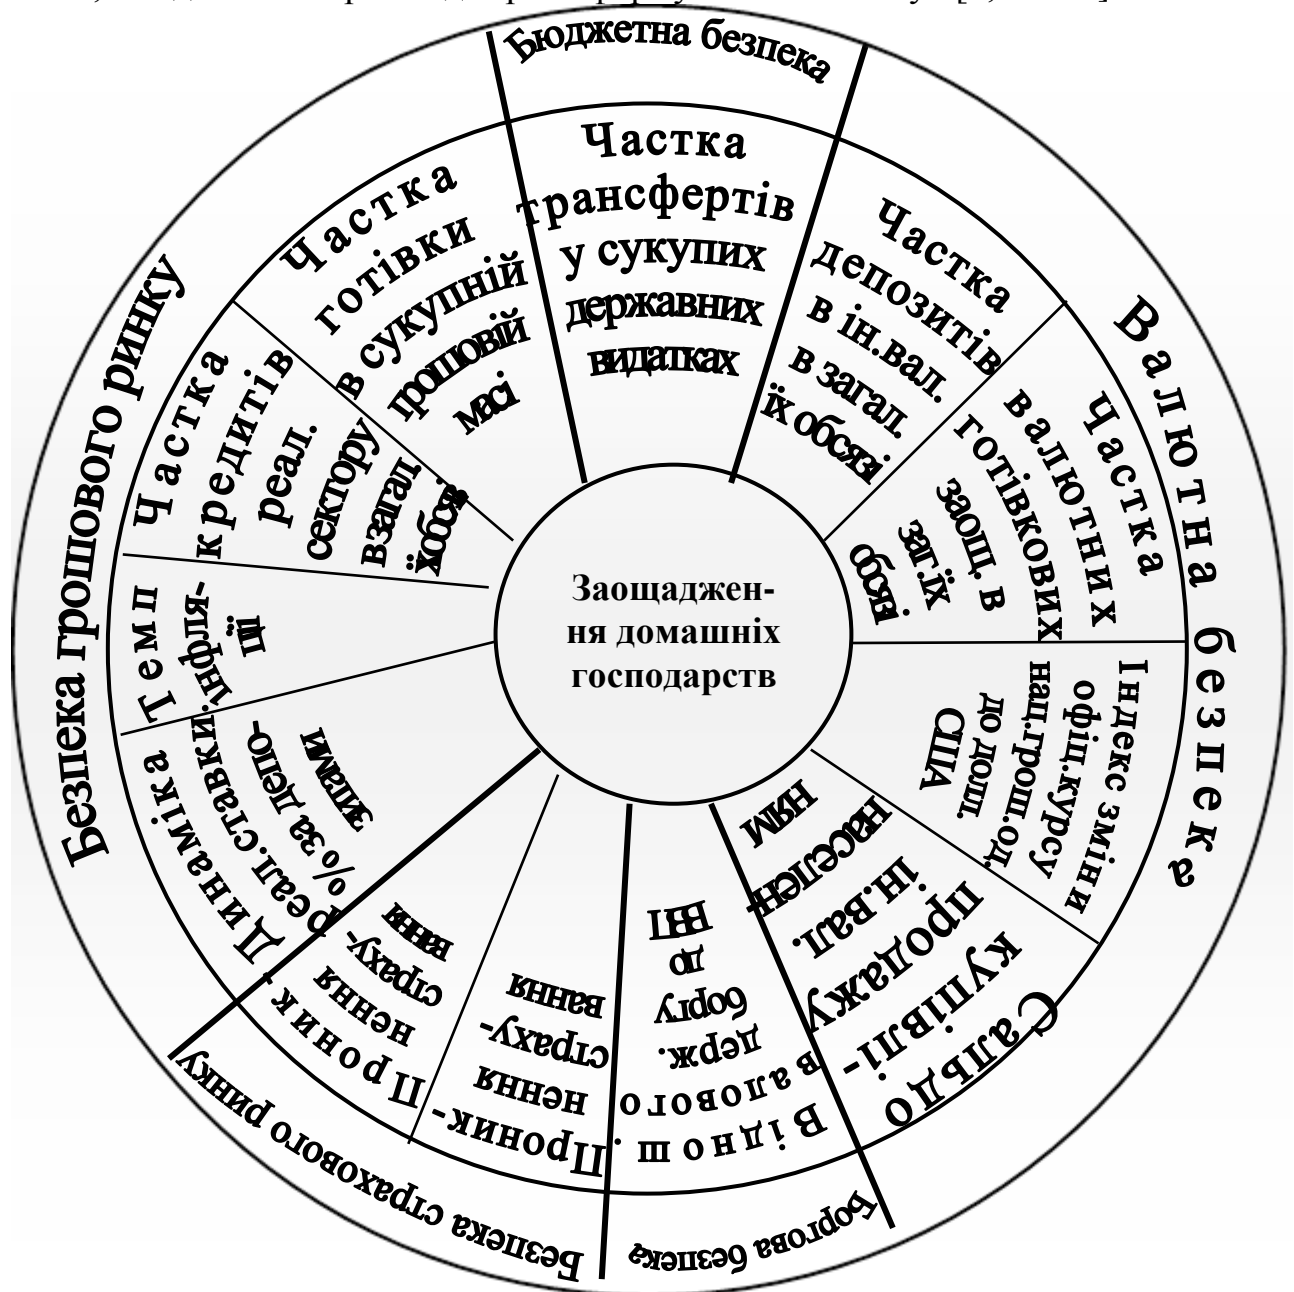 Бюджетна безпека
Частка
трансфертів
у сукупих
державних
видатках
Валютна безпека
Частка
депозитів
в ін.вал.
в загал.
їх обсязі
Частка
валютних
готівкових
заощ. в
заг.їх
обсязі
Індекс зміни
офіц.курсу
нац.грош.од.
до долл.
США
Сальдо
купівлі-
продажу
ін.вал.
населен-
ням
Боргова безпека
Віднош.
валового
держ.
боргу
до
ВВП
Безпека страхового ринку
Проник-
нення
страху-
вання
Проник-
нення
страху-
вання
Безпека грошового ринку
Динаміка
реал.ставки
% за депо-
зитами
Темп
інфля-
ції
Частка
кредитів
реал.
сектору
в загал.
їх обсязі
Частка
готівки
в сукупній
грошовій
масі
Заощаджен-
ня домашніх
господарств